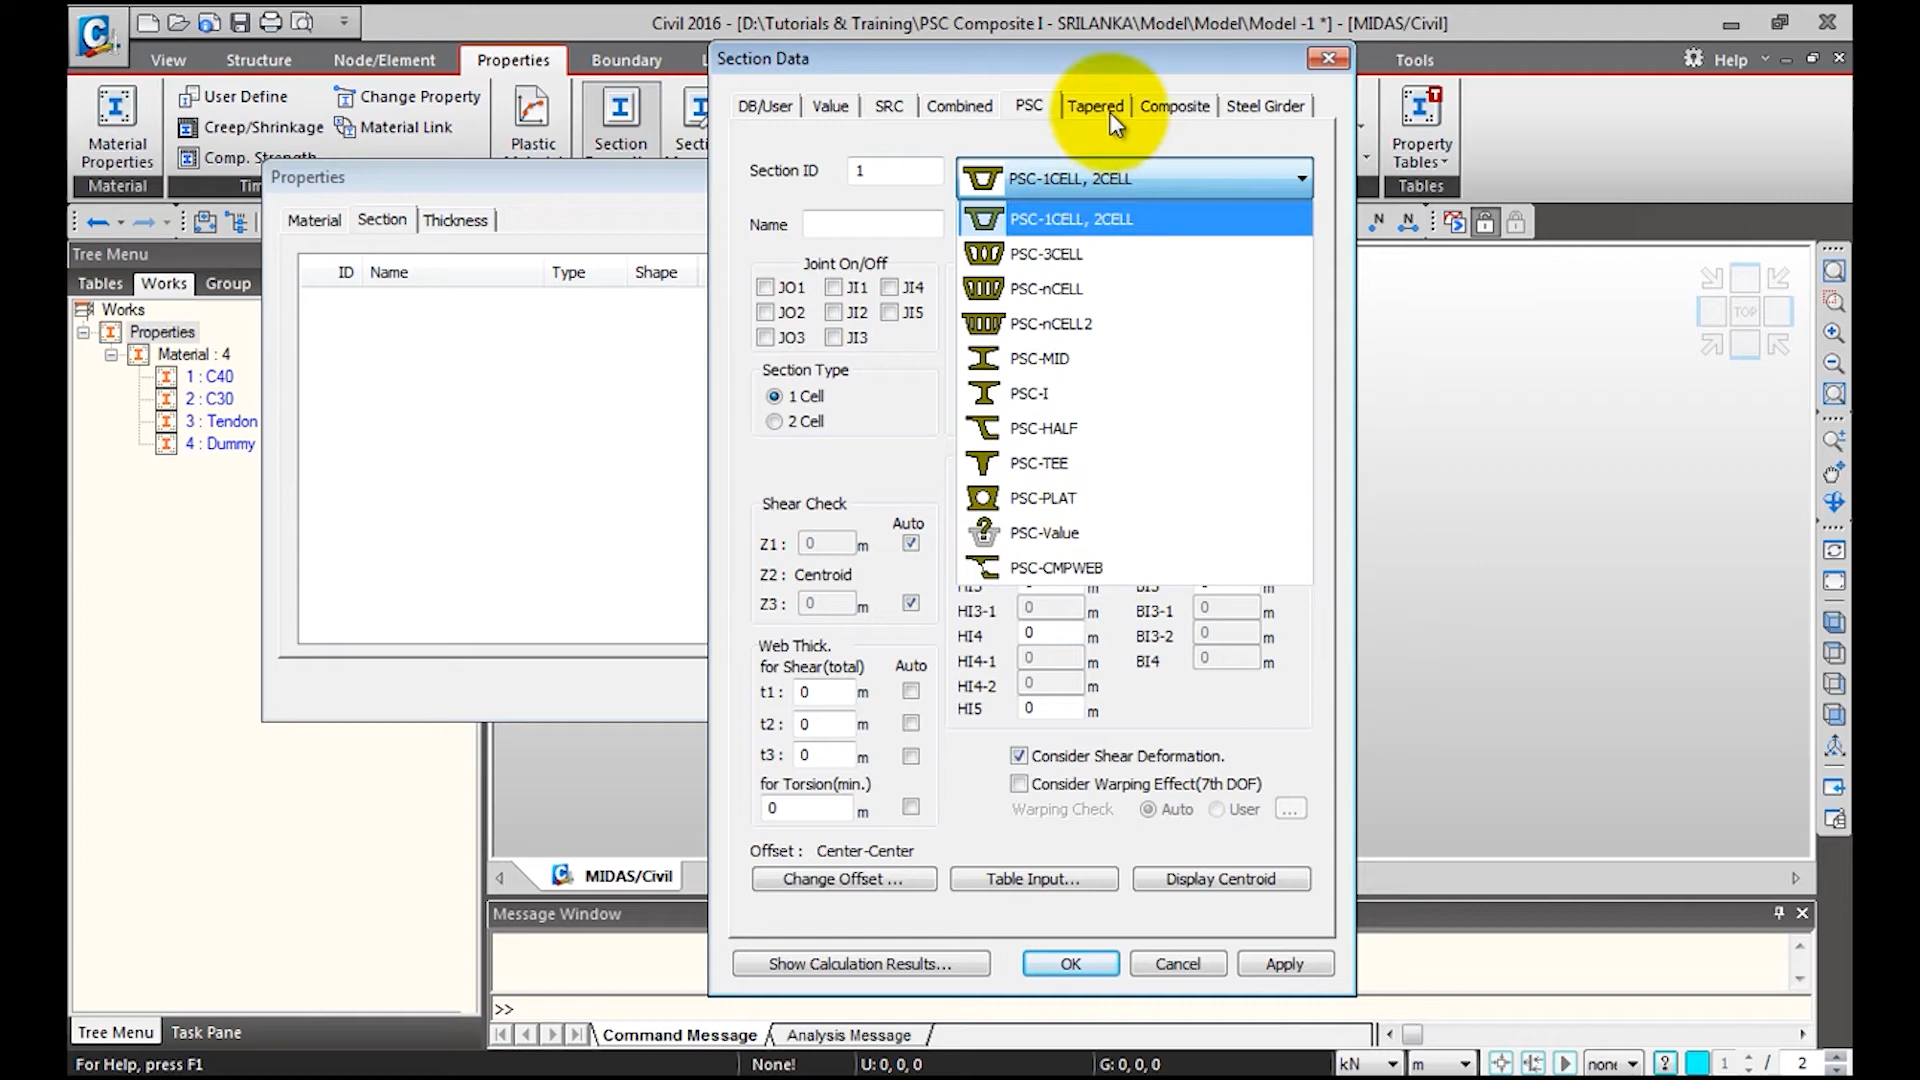 Civil 2016 - [D:\Tutorials & Training\PSC Composite I - SRILANKA\Model\Model\Model -1 *] - [MIDAS/Civil]
View Structure Node/Element Properties Boundary Tools Help
Section Data
Material Properties
User Define
Creep/Shrinkage
Comp. Strength
Change Property
Material Link
Plastic
Section
Property Tables
Material
Tables
DB/User Value SRC Combined PSC Tapered Composite Steel Girder
Properties
Material Section Thickness
ID Name Type Shape
Tree Menu
Tables Works Group
Works
Properties
Material : 4
1 : C40
2 : C30
3 : Tendon
4 : Dummy
Section ID 1
Name
PSC-1CELL, 2CELL
PSC-1CELL, 2CELL
PSC-3CELL
PSC-nCELL
PSC-nCELL2
PSC-MID
PSC-I
PSC-HALF
PSC-TEE
PSC-PLAT
PSC-Value
PSC-CMPWEB
Joint On/Off
JO1 JI1 JI4
JO2 JI2 JI5
JO3 JI3
Section Type
1 Cell
2 Cell
Shear Check
Auto
Z1 : 0 m
Z2 : Centroid
Z3 : 0 m
Web Thick.
for Shear(total) Auto
t1 : 0 m
t2 : 0 m
t3 : 0 m
for Torsion(min.)
0 m
HI3-1 0 m BI3-1 0 m
HI4 0 m BI3-2 0 m
HI4-1 0 m BI4 0 m
HI4-2 0 m
HI5 0 m
Consider Shear Deformation.
Consider Warping Effect(7th DOF)
Warping Check Auto User ...
Offset : Center-Center
Change Offset ... Table Input... Display Centroid
Show Calculation Results... OK Cancel Apply
TOP
MIDAS/Civil
Message Window
>>
Tree Menu Task Pane
Command Message Analysis Message
For Help, press F1 None! U: 0, 0, 0 G: 0, 0, 0 kN m none 1 / 2